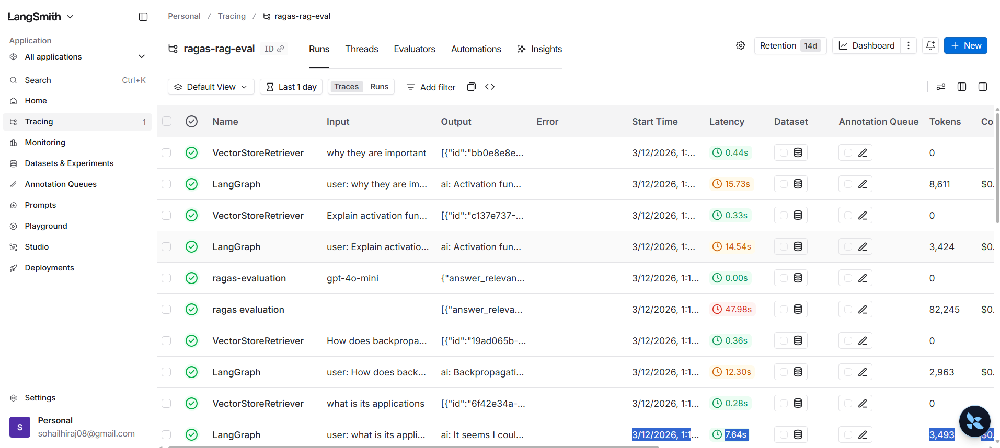 LangSmith
Application
All applications
Search Ctrl+K
Home
Tracing 1
Monitoring
Datasets & Experiments
Annotation Queues
Prompts
Playground
Studio
Deployments
Settings
S
Personal
sohailhiraj08@gmail.com
Personal / Tracing / ragas-rag-eval
ragas-rag-eval ID Runs Threads Evaluators Automations Insights Retention 14d Dashboard New
Default View Last 1 day Traces Runs Add filter
Name Input Output Error Start Time Latency Dataset Annotation Queue Tokens Co
VectorStoreRetriever why they are important [{"id":"bb0e8e8e... 3/12/2026, 1:... 0.44s 0
LangGraph user: why they are im... ai: Activation fun... 3/12/2026, 1:... 15.73s 8,611 $0.
VectorStoreRetriever Explain activation fun... [{"id":"c137e737-... 3/12/2026, 1:... 0.33s 0
LangGraph user: Explain activatio... ai: Activation fun... 3/12/2026, 1:... 14.54s 3,424 $0.
ragas-evaluation gpt-4o-mini {"answer_relevan... 3/12/2026, 1:1... 0.00s 0
ragas evaluation [{"answer_releva... 3/12/2026, 1:1... 47.98s 82,245 $0.
VectorStoreRetriever How does backpropa... [{"id":"19ad065b-... 3/12/2026, 1:1... 0.36s 0
LangGraph user: How does back... ai: Backpropagati... 3/12/2026, 1:1... 12.30s 2,963 $0.
VectorStoreRetriever what is its applications [{"id":"6f42e34a-... 3/12/2026, 1:1... 0.28s 0
LangGraph user: what is its appli... ai: It seems I coul... 3/12/2026, 1:1... 7.64s 3,493 $0.